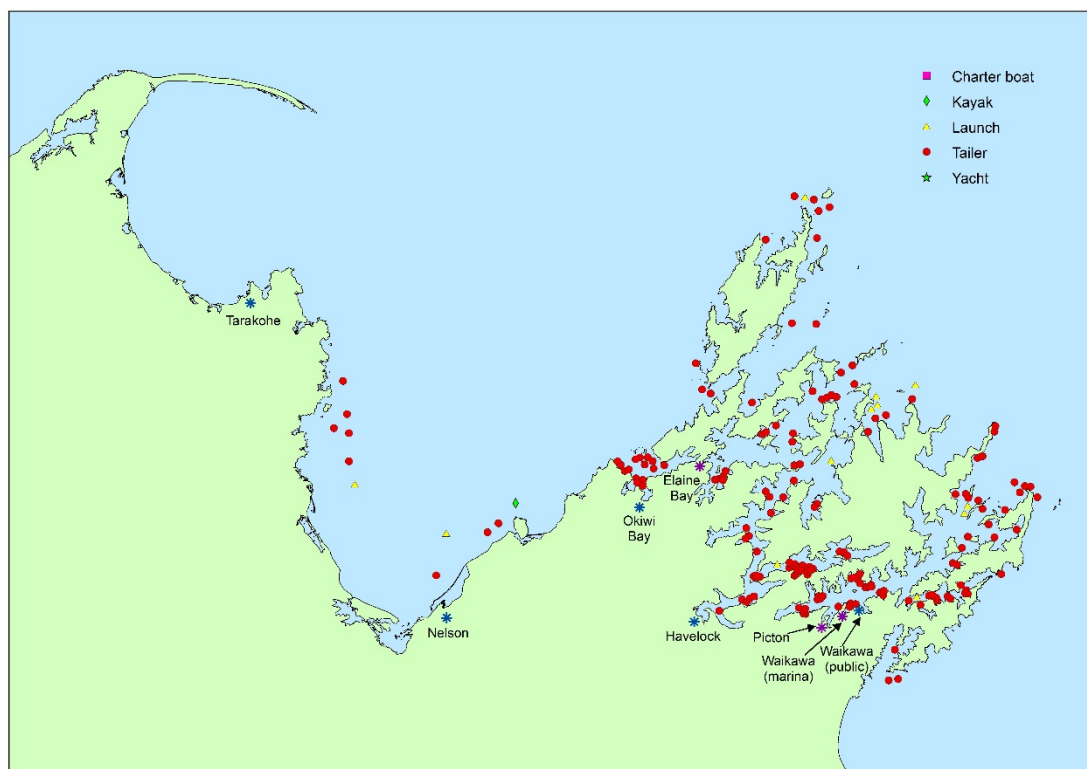 Charter boat
Kayak
Launch
Tailer
Yacht
Tarakohe
Elaine
Bay
Okiwi
Bay
Nelson
Havelock
Picton
Waikawa
(marina)
Waikawa
(public)